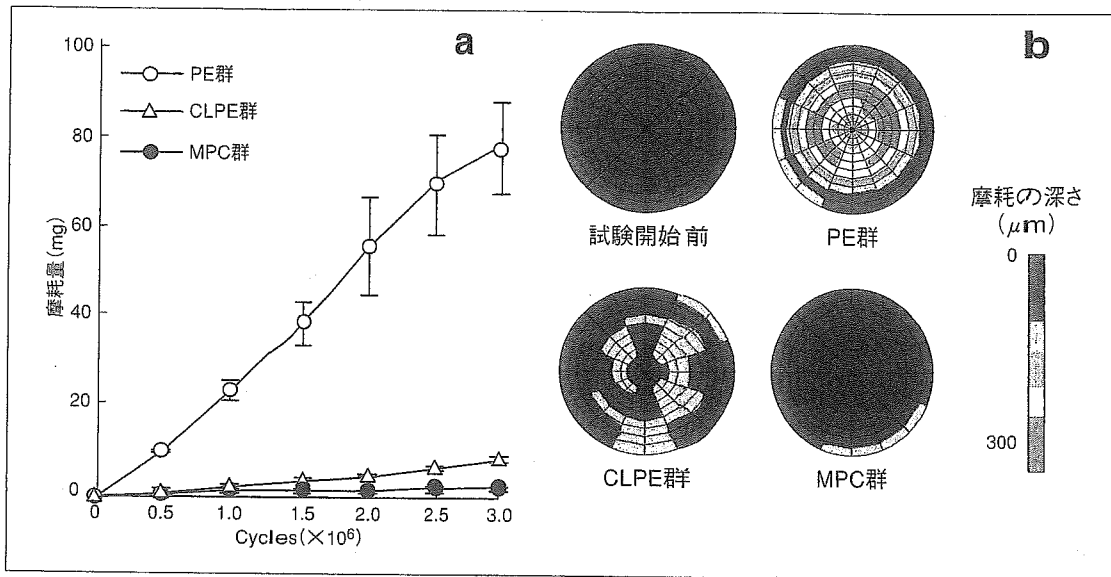 a
b
100
80
60
40
20
0
摩耗量(mg)
PE群
CLPE群
MPC群
0
0.5
1.0
1.5
2.0
2.5
3.0
Cycles(×10⁶)
試験開始前
PE群
CLPE群
MPC群
摩耗の深さ
(μm)
0
300